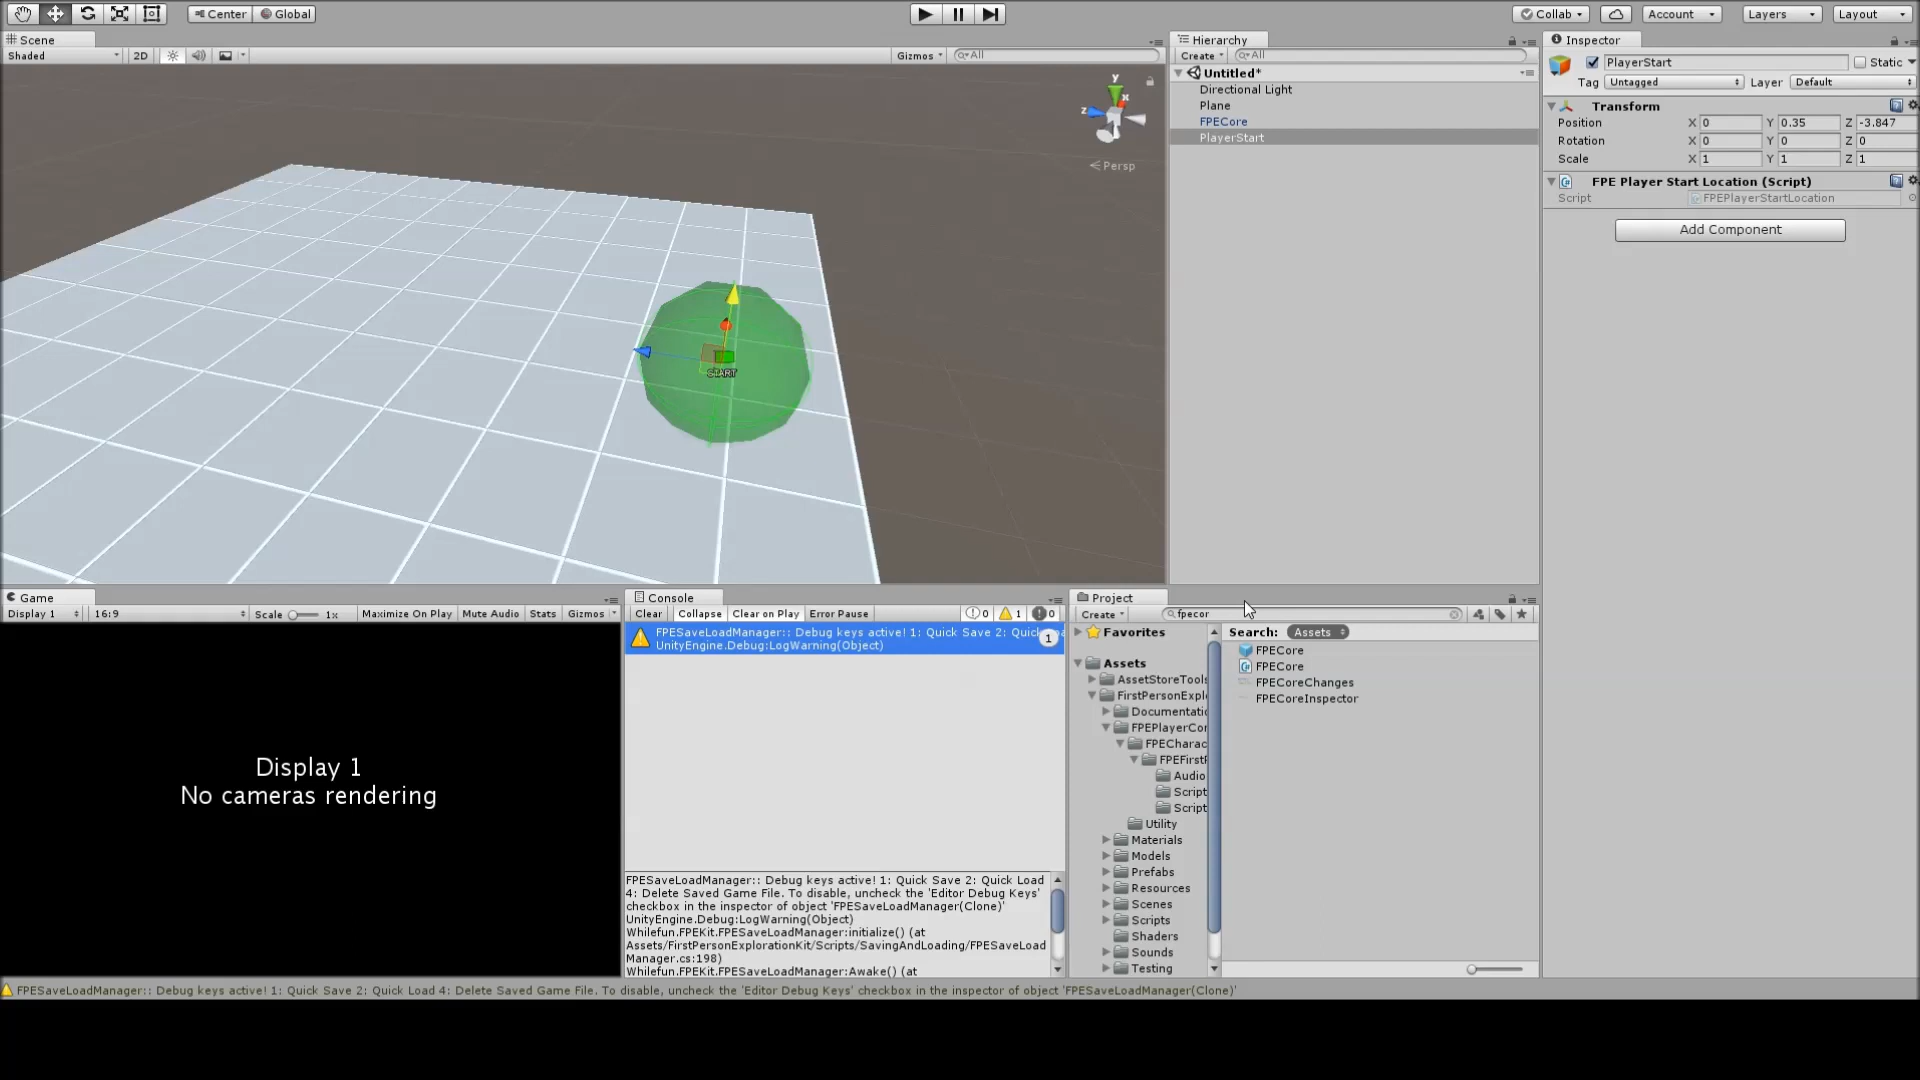 Center
Global
Collab
Account
Layers
Layout
Scene
Shaded
2D
Gizmos
All
y
x
z
Persp
START
Hierarchy
Create
All
Untitled*
Directional Light
Plane
FPECore
PlayerStart
Inspector
PlayerStart
Static
Tag Untagged Layer Default
Transform
Position X 0 Y 0.35 Z -3.847
Rotation X 0 Y 0 Z 0
Scale X 1 Y 1 Z 1
FPE Player Start Location (Script)
Script FPEPlayerStartLocation
Add Component
Game
Display 1 16:9 Scale 1x Maximize On Play Mute Audio Stats Gizmos
Display 1
No cameras rendering
Console
Clear Collapse Clear on Play Error Pause 0 1 0
FPESaveLoadManager:: Debug keys active! 1: Quick Save 2: Quick
UnityEngine.Debug:LogWarning(Object)
1
FPESaveLoadManager:: Debug keys active! 1: Quick Save 2: Quick Load
4: Delete Saved Game File. To disable, uncheck the 'Editor Debug Keys'
checkbox in the inspector of object 'FPESaveLoadManager(Clone)'
UnityEngine.Debug:LogWarning(Object)
Whilefun.FPEKit.FPESaveLoadManager:initialize() (at
Assets/FirstPersonExplorationKit/Scripts/SavingAndLoading/FPESaveLoad
Manager.cs:198)
Whilefun.FPEKit.FPESaveLoadManager:Awake() (at
Project
Create
fpecor
Favorites
Assets
AssetStoreTools
FirstPersonExpl
Documentatio
FPEPlayerCon
FPECharac
FPEFirstP
Audio
Script
Script
Utility
Materials
Models
Prefabs
Resources
Scenes
Scripts
Shaders
Sounds
Testing
Search: Assets
FPECore
FPECore
FPECoreChanges
FPECoreInspector
FPESaveLoadManager:: Debug keys active! 1: Quick Save 2: Quick Load 4: Delete Saved Game File. To disable, uncheck the 'Editor Debug Keys' checkbox in the inspector of object 'FPESaveLoadManager(Clone)'